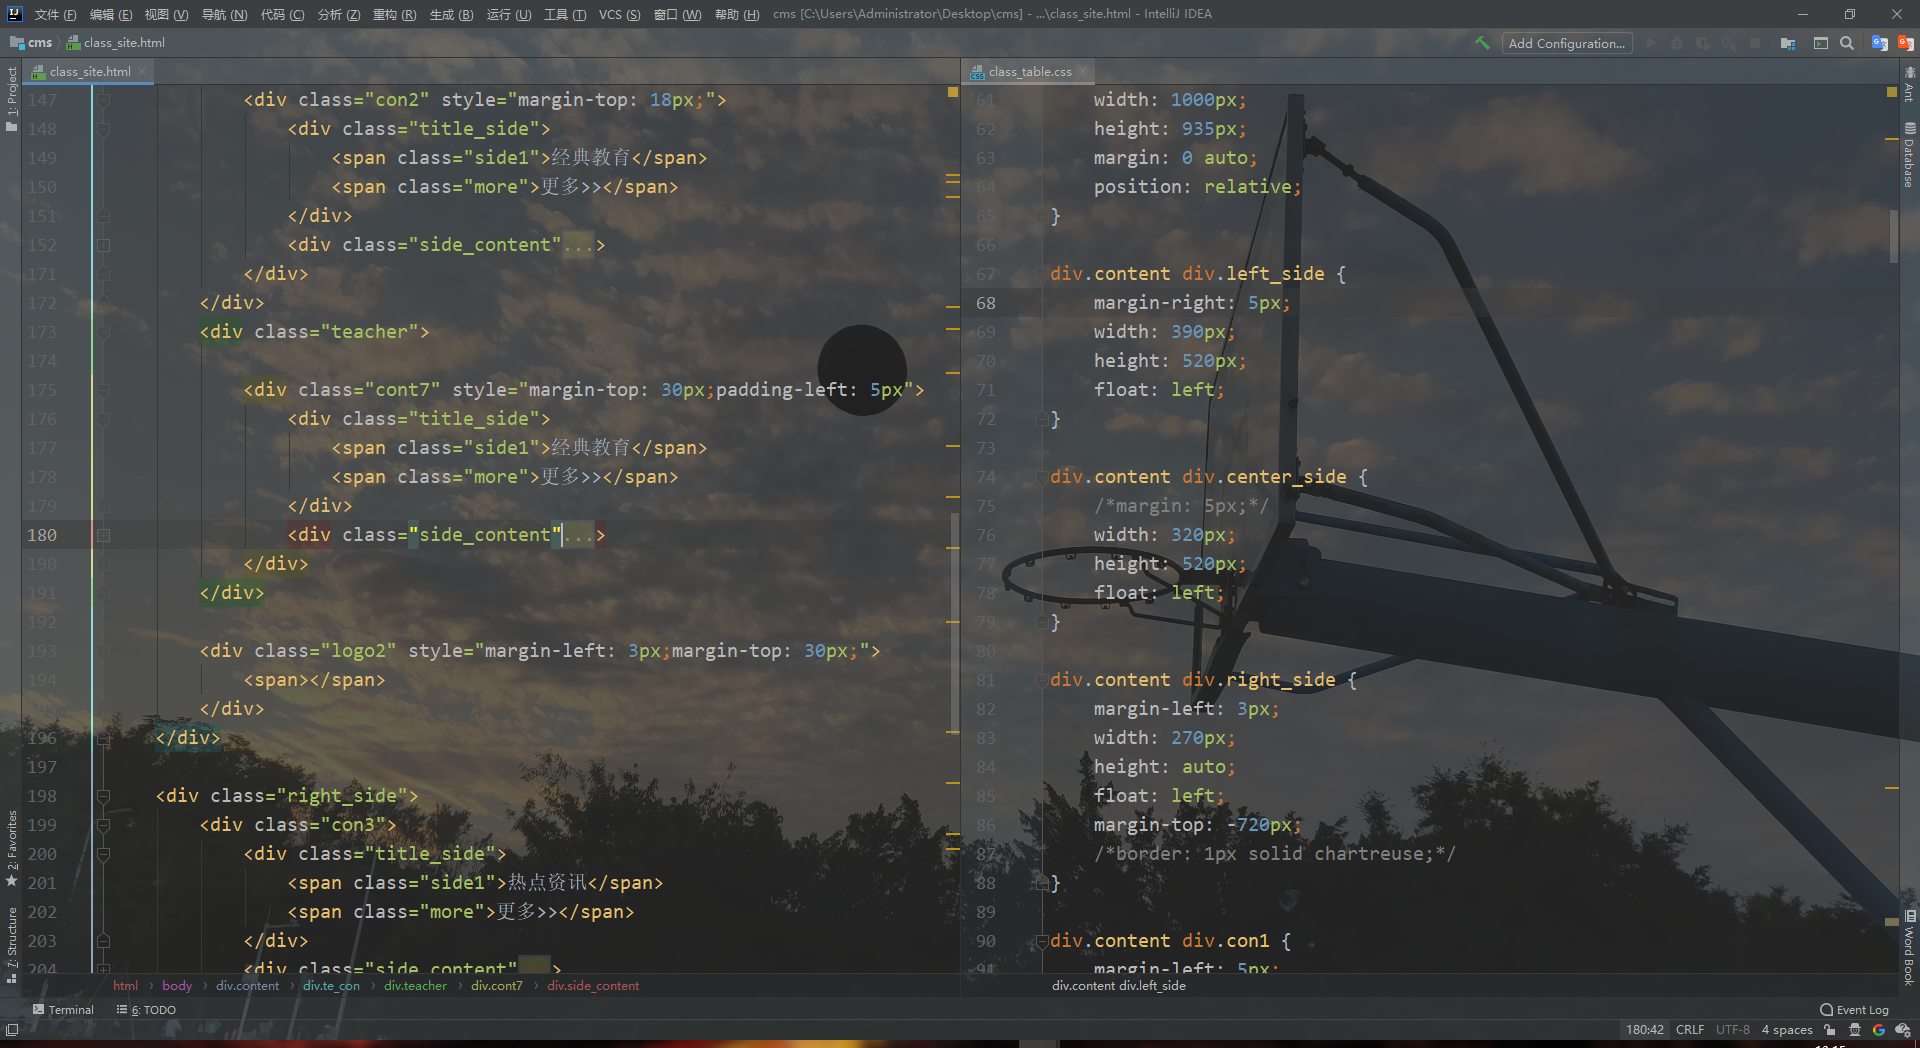 文件 (F) 编辑 (E) 视图 (V) 导航 (N) 代码 (C) 分析 (Z) 重构 (R) 生成 (B) 运行 (U) 工具 (T) VCS (S) 窗口 (W) 帮助 (H) cms [C:\Users\Administrator\Desktop\cms] - ...\class_site.html - IntelliJ IDEA
cms class_site.html
Add Configuration...
1: Project
2: Favorites
7: Structure
class_site.html
147 <div class="con2" style="margin-top: 18px;">
148 <div class="title_side">
149 <span class="side1">经典教育</span>
150 <span class="more">更多>></span>
151 </div>
152 <div class="side_content"...>
171 </div>
172 </div>
173 <div class="teacher">
174
175 <div class="cont7" style="margin-top: 30px;padding-left: 5px">
176 <div class="title_side">
177 <span class="side1">经典教育</span>
178 <span class="more">更多>></span>
179 </div>
180 <div class="side_content"...>
190 </div>
191 </div>
192
193 <div class="logo2" style="margin-left: 3px;margin-top: 30px;">
194 <span></span>
195 </div>
196 </div>
197
198 <div class="right_side">
199 <div class="con3">
200 <div class="title_side">
201 <span class="side1">热点资讯</span>
202 <span class="more">更多>></span>
203 </div>
204 <div class="side_content"...>
html body div.content div.te_con div.teacher div.cont7 div.side_content
class_table.css
61 width: 1000px;
62 height: 935px;
63 margin: 0 auto;
64 position: relative;
65 }
66
67 div.content div.left_side {
68 margin-right: 5px;
69 width: 390px;
70 height: 520px;
71 float: left;
72 }
73
74 div.content div.center_side {
75 /*margin: 5px;*/
76 width: 320px;
77 height: 520px;
78 float: left;
79 }
80
81 div.content div.right_side {
82 margin-left: 3px;
83 width: 270px;
84 height: auto;
85 float: left;
86 margin-top: -720px;
87 /*border: 1px solid chartreuse;*/
88 }
89
90 div.content div.con1 {
91 margin-left: 5px;
div.content div.left_side
Ant
Database
Word Book
Terminal 6: TODO Event Log
180:42 CRLF UTF-8 4 spaces